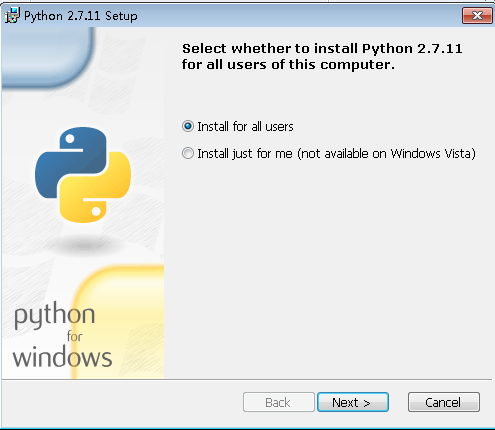 Python 2.7.11 Setup
Select whether to install Python 2.7.11
for all users of this computer.
Install for all users
Install just for me (not available on Windows Vista)
python
for
windows
Back
Next >
Cancel